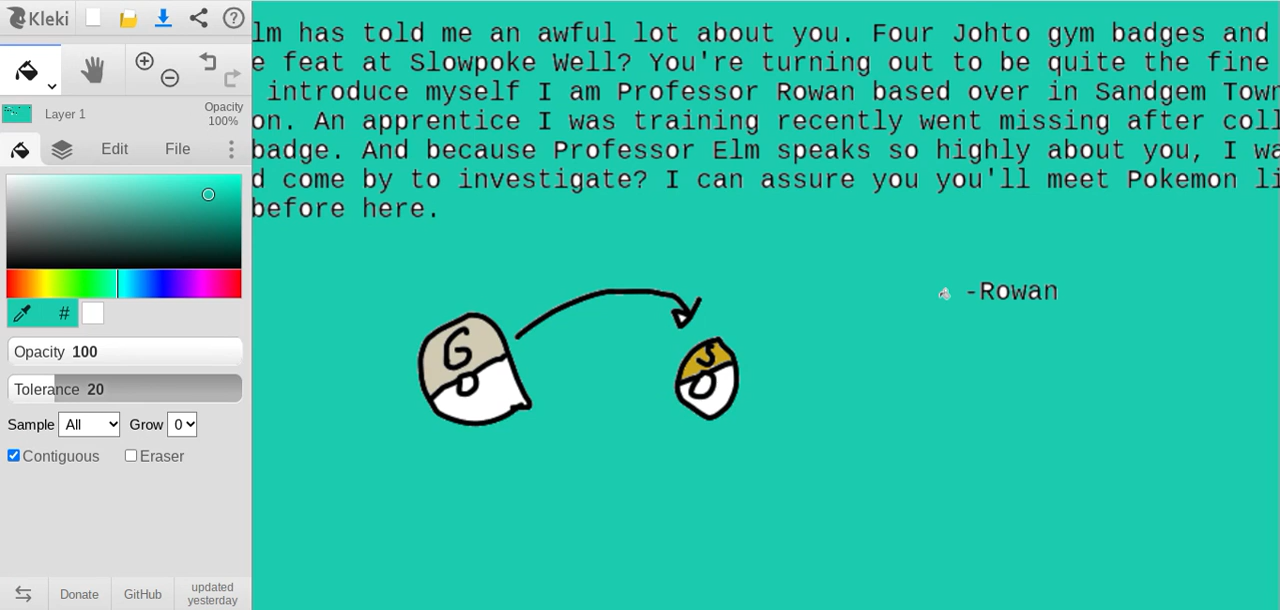 Kleki
Layer 1
Opacity
100%
Edit
File
#
Opacity 100
Tolerance 20
Sample All
Grow 0
Contiguous
Eraser
Donate
GitHub
updated
yesterday
lm has told me an awful lot about you. Four Johto gym badges and
e feat at Slowpoke Well? You're turning out to be quite the fine
introduce myself I am Professor Rowan based over in Sandgem Town
on. An apprentice I was training recently went missing after coll
badge. And because Professor Elm speaks so highly about you, I wa
d come by to investigate? I can assure you you'll meet Pokemon li
before here.
-Rowan
G
S